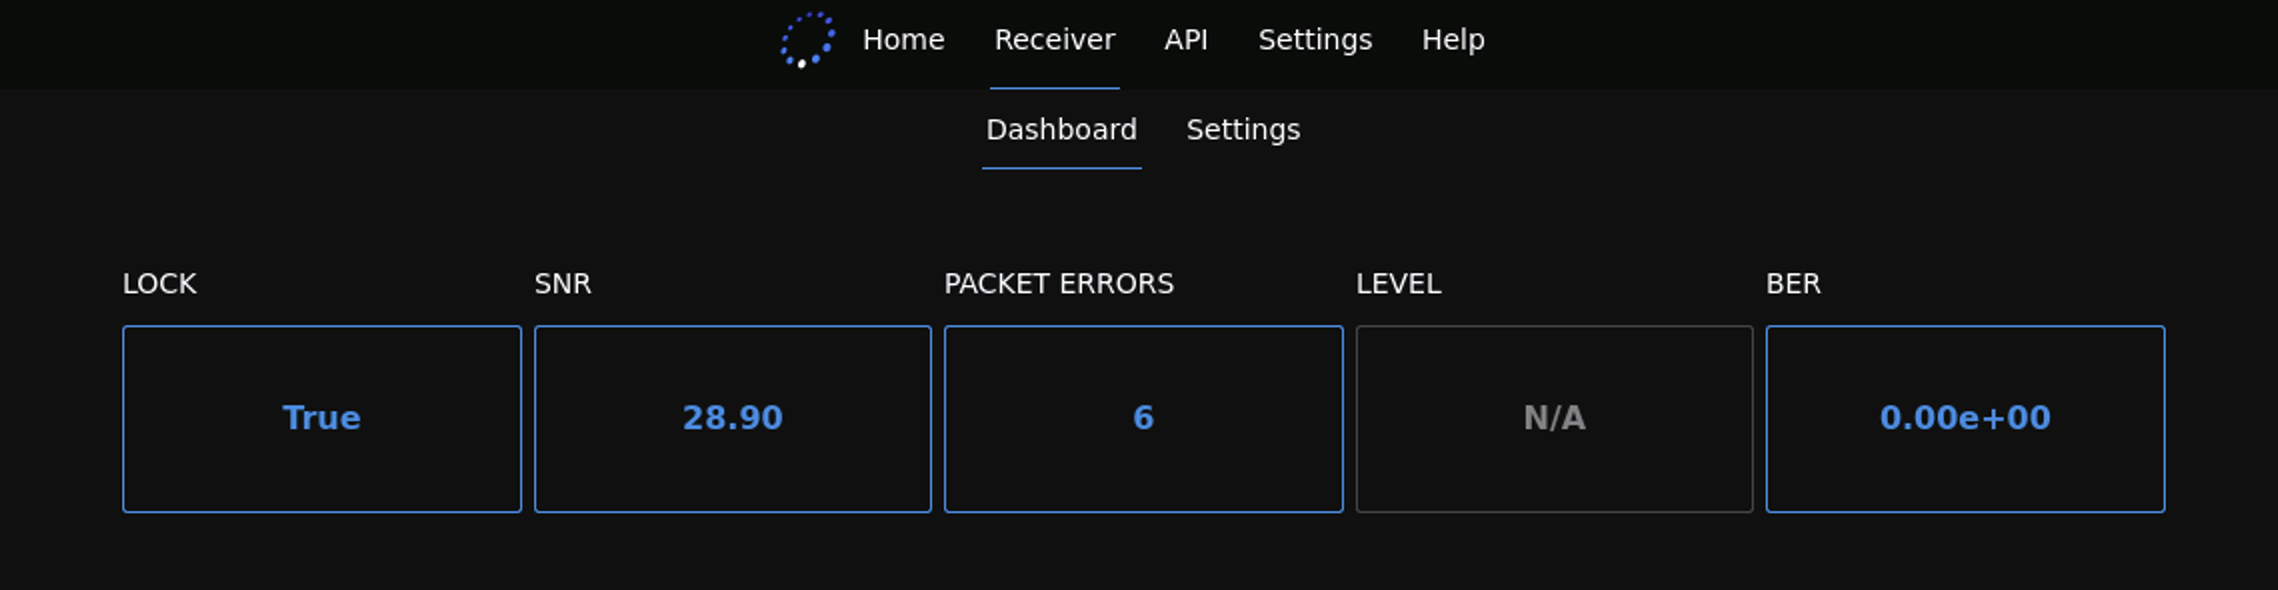 Home Receiver API Settings Help
Dashboard Settings
LOCK SNR PACKET ERRORS LEVEL BER
True 28.90 6 N/A 0.00e+00